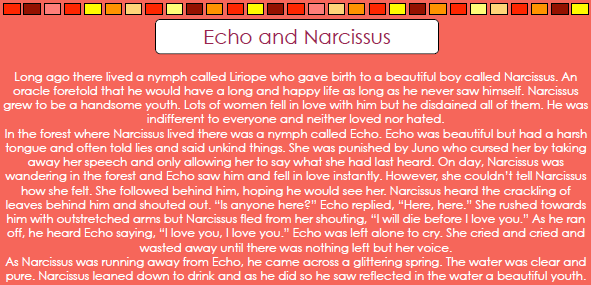 Echo and Narcissus
Long ago there lived a nymph called Liriope who gave birth to a beautiful boy called Narcissus. An
oracle foretold that he would have a long and happy life as long as he never saw himself. Narcissus
grew to be a handsome youth. Lots of women fell in love with him but he disdained all of them. He was
indifferent to everyone and neither loved nor hated.
In the forest where Narcissus lived there was a nymph called Echo. Echo was beautiful but had a harsh
tongue and often told lies and said unkind things. She was punished by Juno who cursed her by taking
away her speech and only allowing her to say what she had last heard. On day, Narcissus was
wandering in the forest and Echo saw him and fell in love instantly. However, she couldn't tell Narcissus
how she felt. She followed behind him, hoping he would see her. Narcissus heard the crackling of
leaves behind him and shouted out. "Is anyone here?" Echo replied, "Here, here." She rushed towards
him with outstretched arms but Narcissus fled from her shouting, "I will die before I love you." As he ran
off, he heard Echo saying, "I love you, I love you." Echo was left alone to cry. She cried and cried and
wasted away until there was nothing left but her voice.
As Narcissus was running away from Echo, he came across a glittering spring. The water was clear and
pure. Narcissus leaned down to drink and as he did so he saw reflected in the water a beautiful youth.